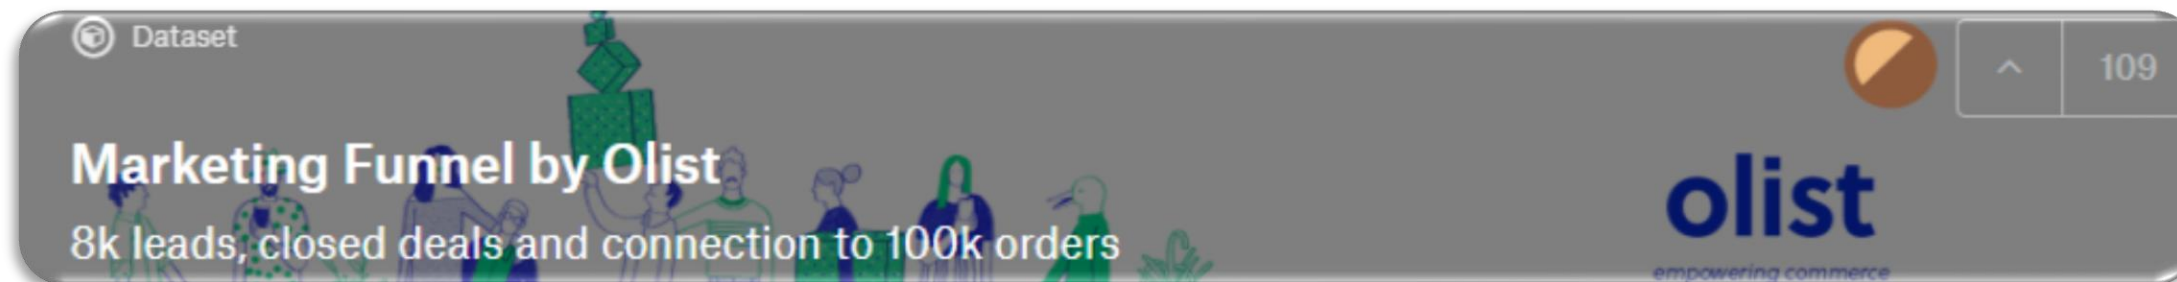 Dataset
109
Marketing Funnel by Olist
8k leads, closed deals and connection to 100k orders
olist
empowering commerce